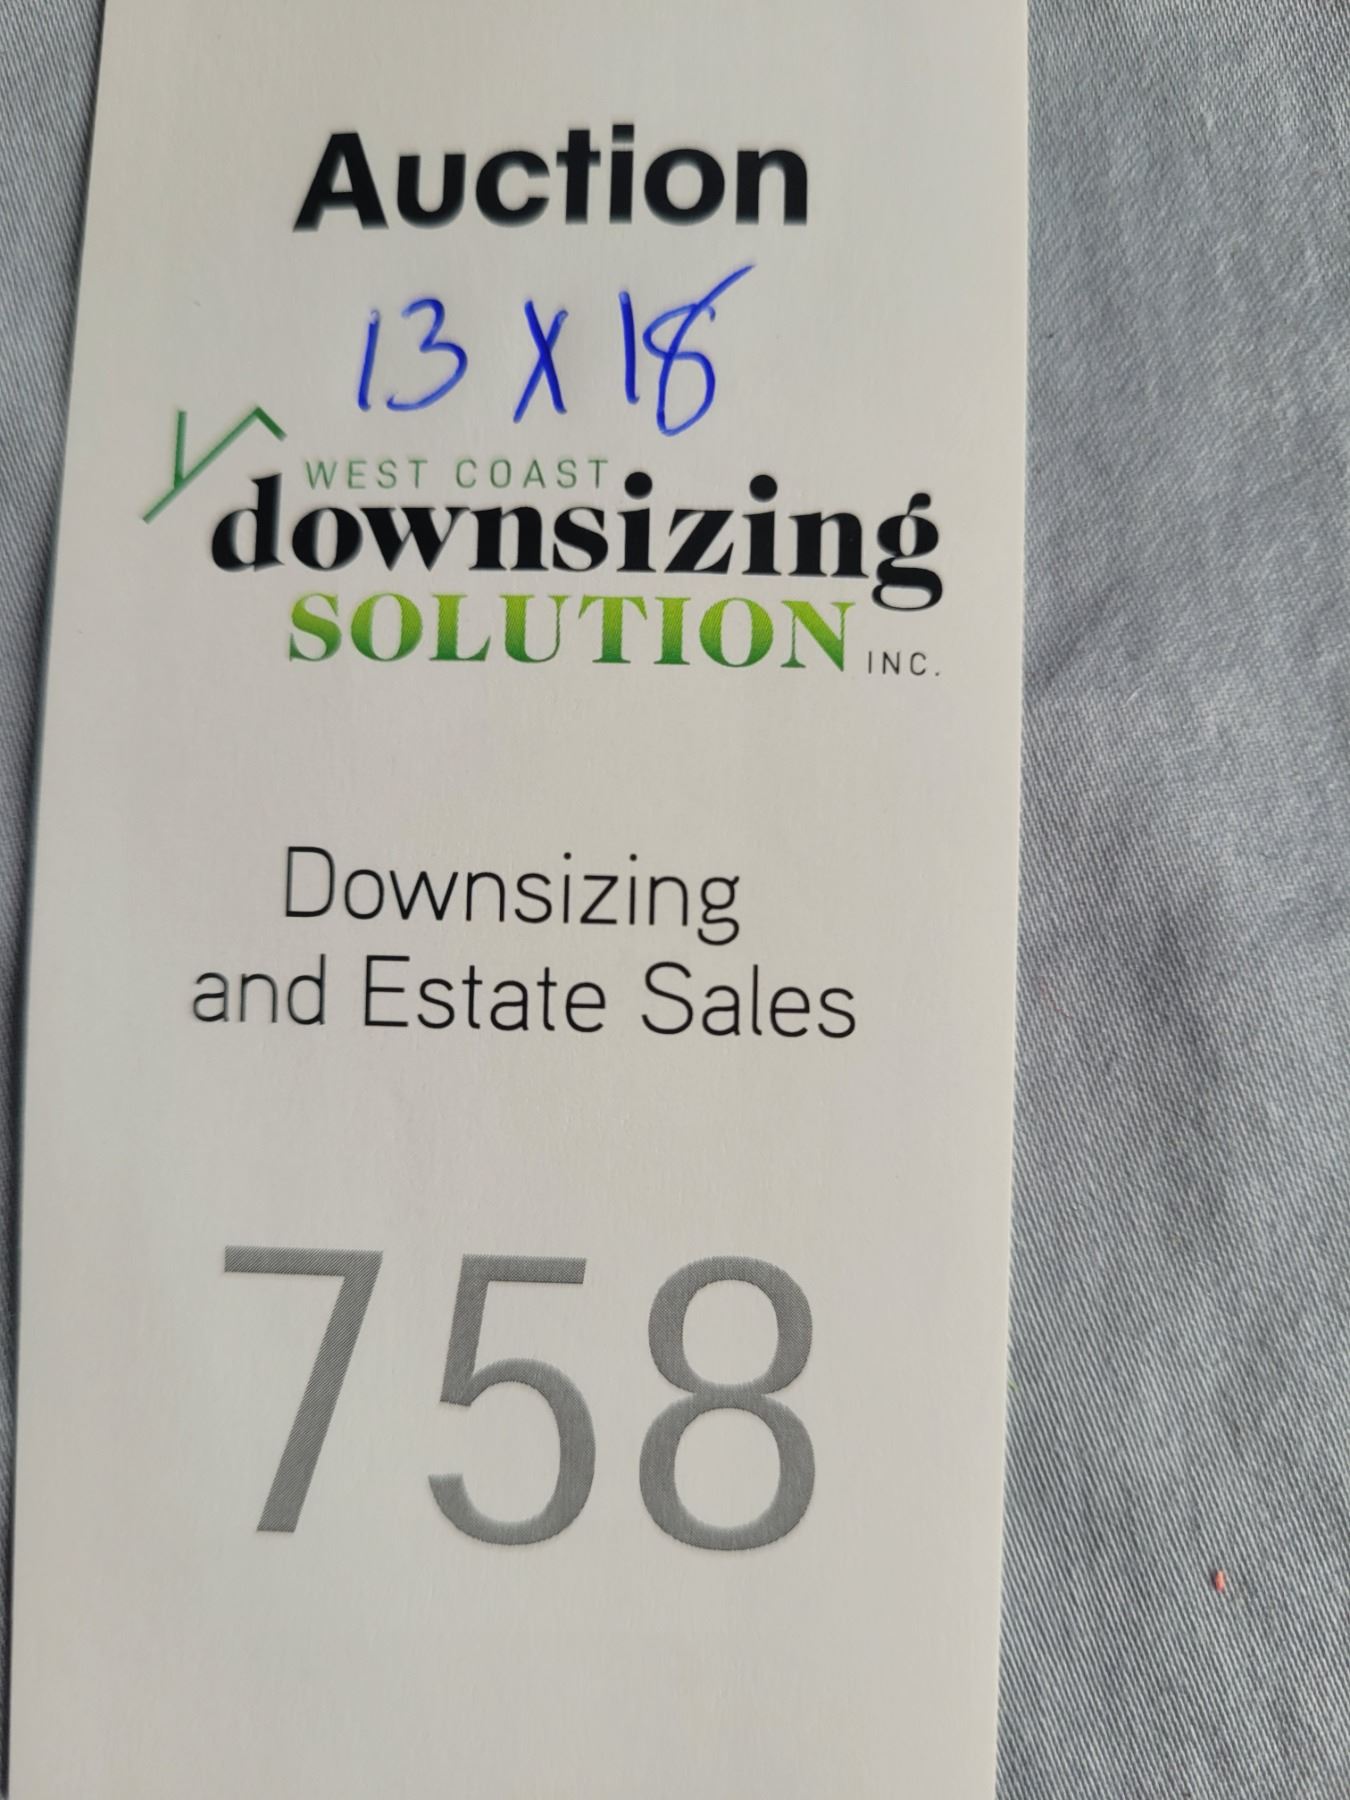 Auction
13 X 18
WEST COAST
downsizing
SOLUTION INC.
Downsizing
and Estate Sales
758